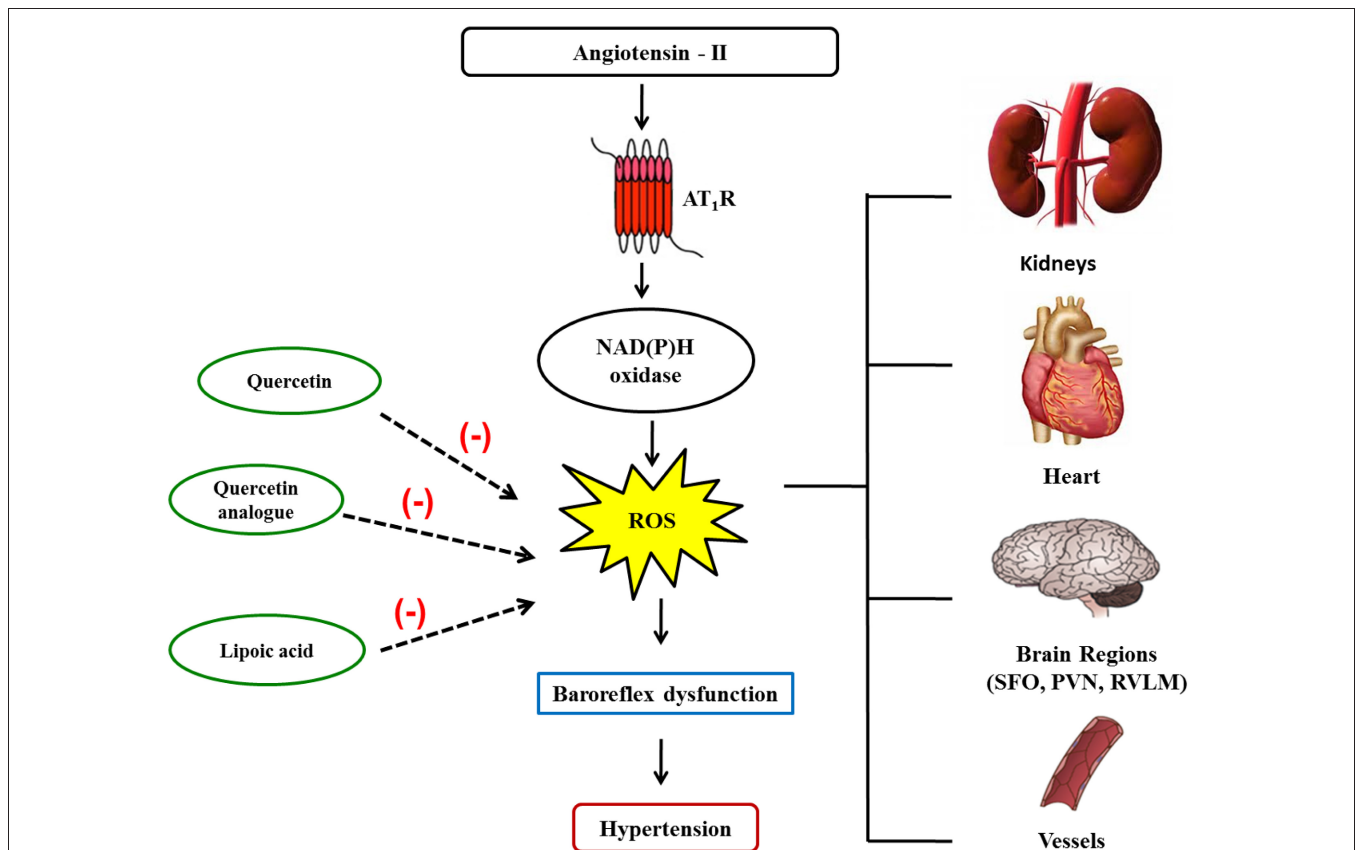 Angiotensin - II
AT₁R
NAD(P)H
oxidase
Quercetin
(-)
Quercetin
analogue
(-)
ROS
Lipoic acid
(-)
Baroreflex dysfunction
Hypertension
Kidneys
Heart
Brain Regions
(SFO, PVN, RVLM)
Vessels